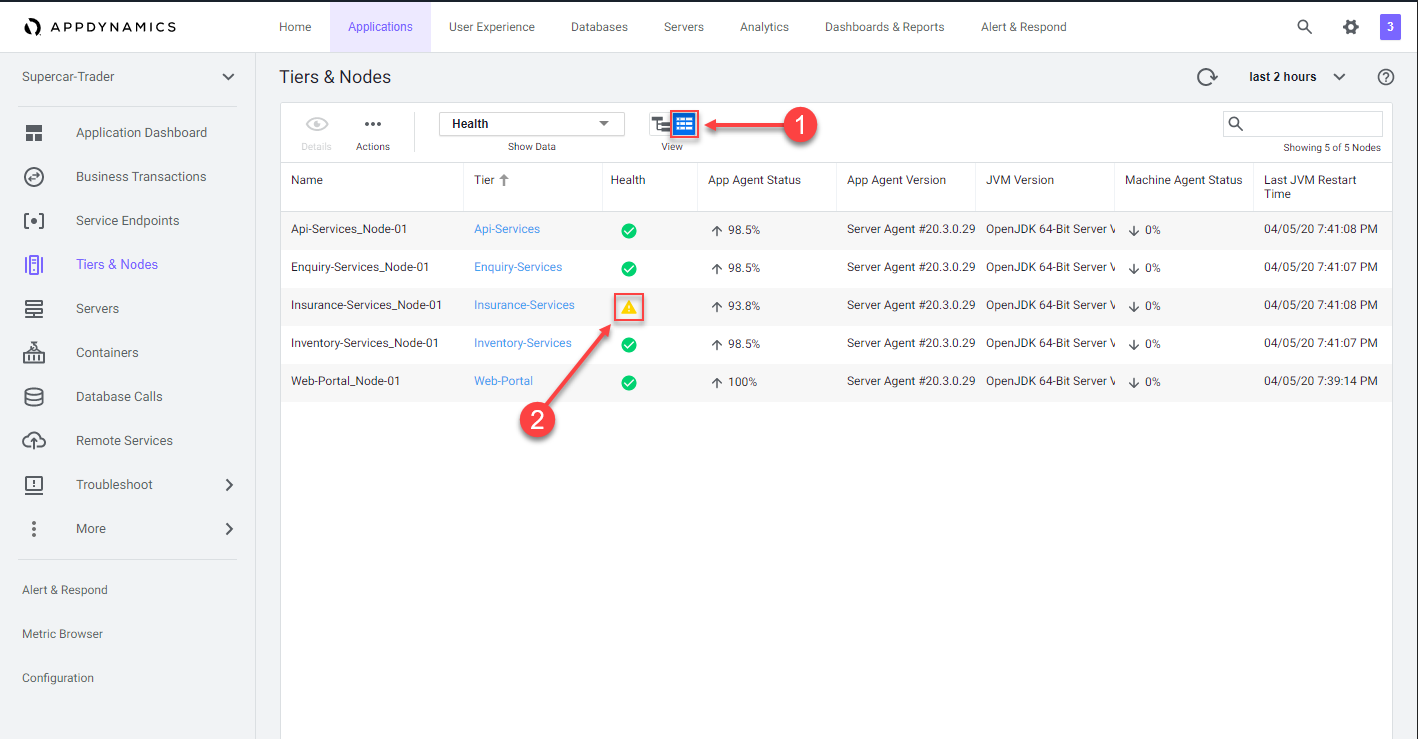 APPDYNAMICS
Home Applications User Experience Databases Servers Analytics Dashboards & Reports Alert & Respond 3
Supercar-Trader
Application Dashboard
Business Transactions
Service Endpoints
Tiers & Nodes
Servers
Containers
Database Calls
Remote Services
Troubleshoot
More
Alert & Respond
Metric Browser
Configuration
Tiers & Nodes last 2 hours
Details Actions Health Show Data View 1
Showing 5 of 5 Nodes
Name Tier Health App Agent Status App Agent Version JVM Version Machine Agent Status Last JVM Restart
Time
Api-Services_Node-01 Api-Services 98.5% Server Agent #20.3.0.29 OpenJDK 64-Bit Server V 0% 04/05/20 7:41:08 PM
Enquiry-Services_Node-01 Enquiry-Services 98.5% Server Agent #20.3.0.29 OpenJDK 64-Bit Server V 0% 04/05/20 7:41:07 PM
Insurance-Services_Node-01 Insurance-Services 93.8% Server Agent #20.3.0.29 OpenJDK 64-Bit Server V 0% 04/05/20 7:41:08 PM
Inventory-Services_Node-01 Inventory-Services 98.5% Server Agent #20.3.0.29 OpenJDK 64-Bit Server V 0% 04/05/20 7:41:07 PM
Web-Portal_Node-01 Web-Portal 100% Server Agent #20.3.0.29 OpenJDK 64-Bit Server V 0% 04/05/20 7:39:14 PM
2